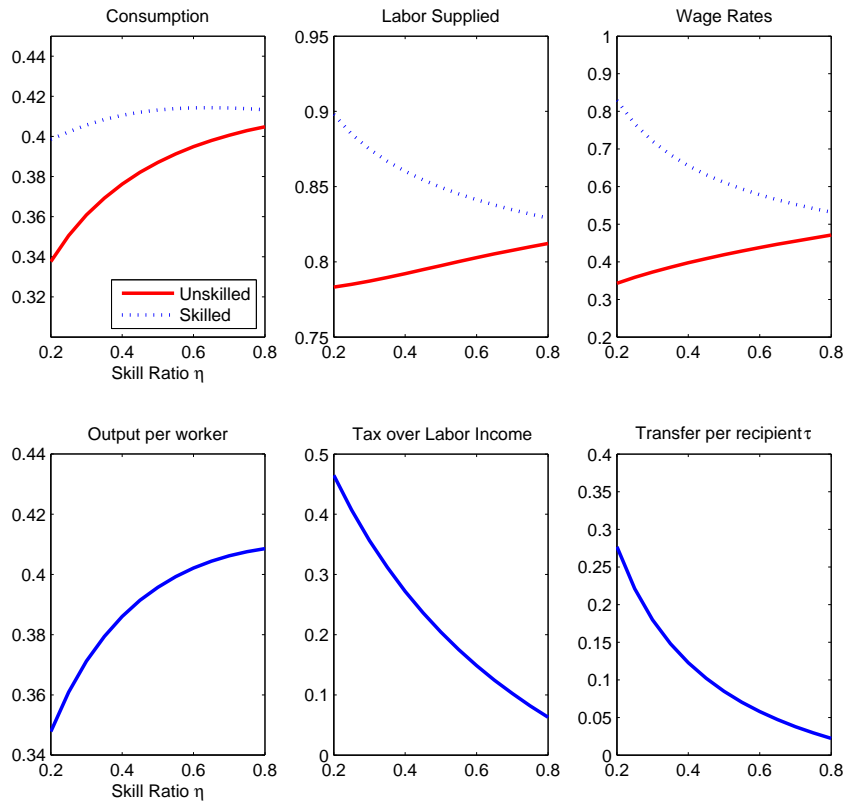 Consumption
0.44
0.42
0.4
0.38
0.36
0.34
0.32
0.2 0.4 0.6 0.8
Skill Ratio η
Unskilled
Skilled
Labor Supplied
0.95
0.9
0.85
0.8
0.75
0.2 0.4 0.6 0.8
Wage Rates
1
0.9
0.8
0.7
0.6
0.5
0.4
0.3
0.2
0.2 0.4 0.6 0.8
Output per worker
0.44
0.42
0.4
0.38
0.36
0.34
0.2 0.4 0.6 0.8
Skill Ratio η
Tax over Labor Income
0.5
0.4
0.3
0.2
0.1
0
0.2 0.4 0.6 0.8
Transfer per recipient τ
0.4
0.35
0.3
0.25
0.2
0.15
0.1
0.05
0
0.2 0.4 0.6 0.8